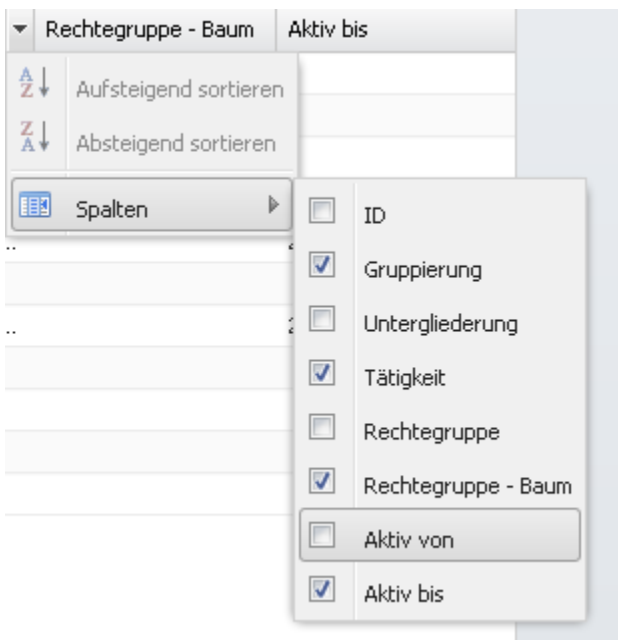 Rechtegruppe - Baum Aktiv bis
Aufsteigend sortieren
Absteigend sortieren
Spalten
ID
Gruppierung
..
Untergliederung
..
Tätigkeit
Rechtegruppe
Rechtegruppe - Baum
Aktiv von
Aktiv bis